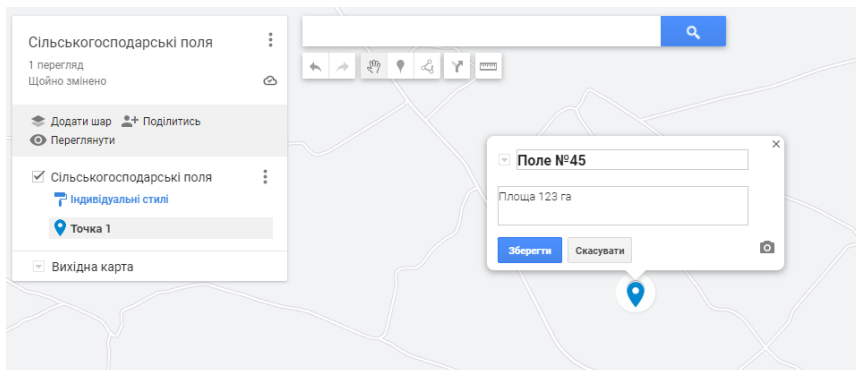 Сільськогосподарські поля
1 перегляд
Щойно змінено
Додати шар Поділитись
Переглянути
Сільськогосподарські поля
Індивідуальні стилі
Точка 1
Вихідна карта
Поле №45
Площа 123 га
Зберегти Скасувати